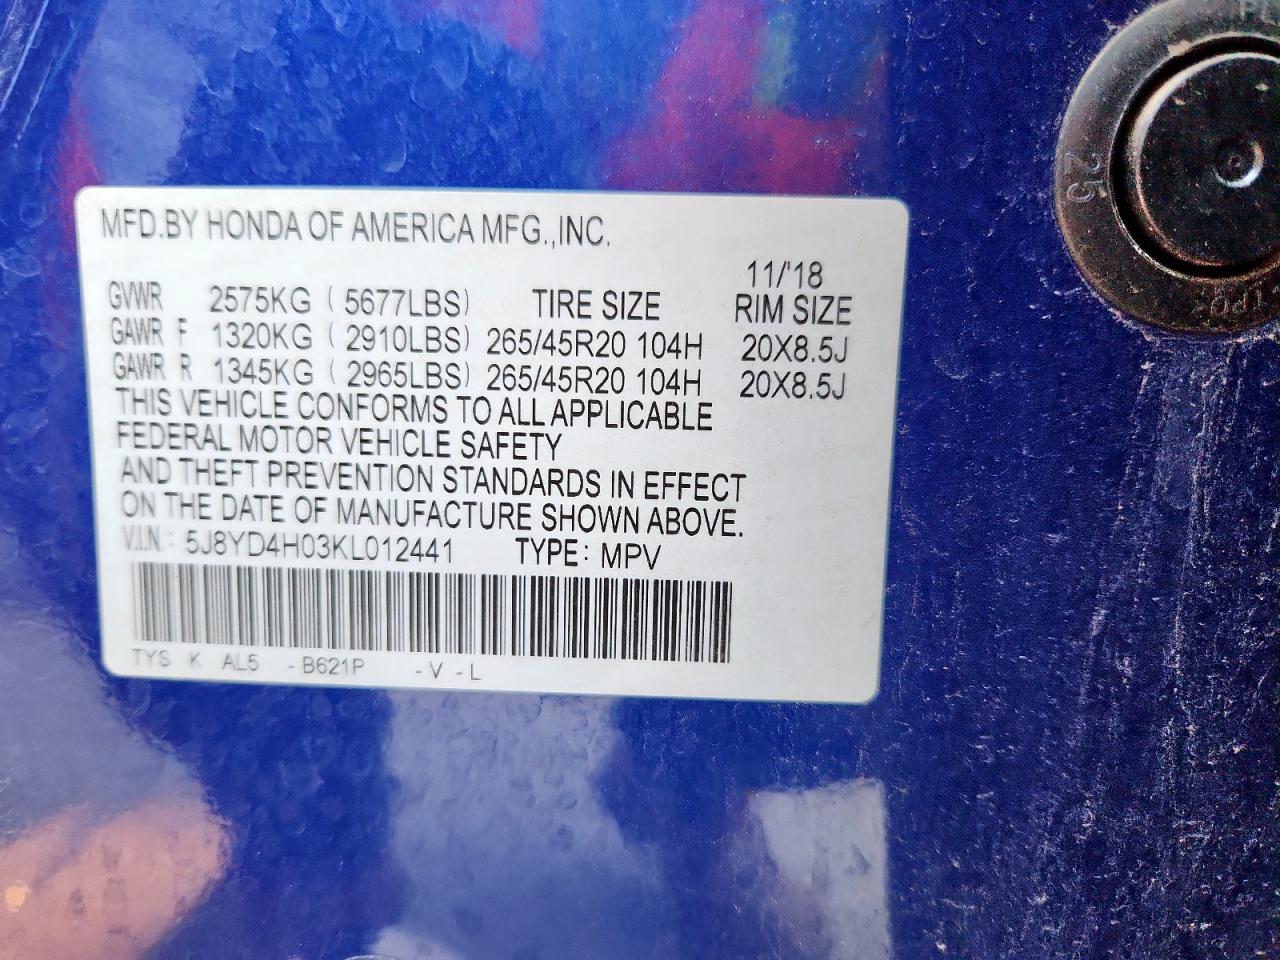 MFD.BY HONDA OF AMERICA MFG.,INC.
11/'18
GVWR 2575KG ( 5677LBS) TIRE SIZE RIM SIZE
GAWR F 1320KG ( 2910LBS) 265/45R20 104H 20X8.5J
GAWR R 1345KG ( 2965LBS) 265/45R20 104H 20X8.5J
THIS VEHICLE CONFORMS TO ALL APPLICABLE
FEDERAL MOTOR VEHICLE SAFETY
AND THEFT PREVENTION STANDARDS IN EFFECT
ON THE DATE OF MANUFACTURE SHOWN ABOVE.
V.I.N.: 5J8YD4H03KL012441 TYPE: MPV
TYS K AL5 -B621P -V -L
25